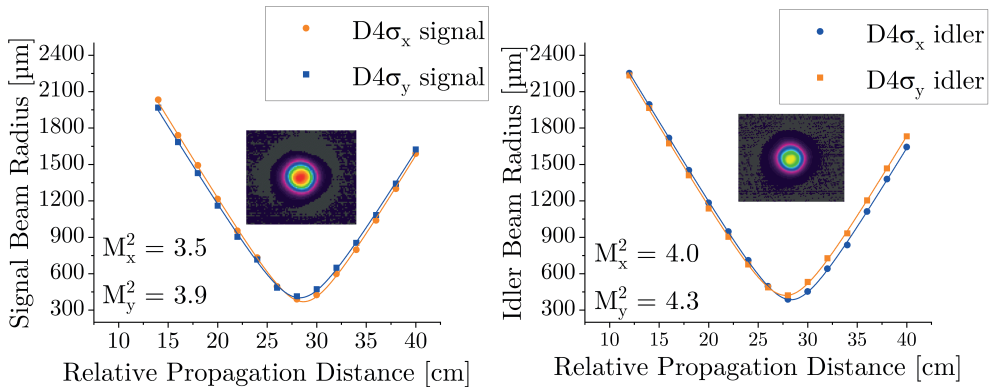 D4σx signal
D4σy signal
Signal Beam Radius [µm]
2400
2100
1800
1500
1200
900
600
300
M²x = 3.5
M²y = 3.9
10 15 20 25 30 35 40
Relative Propagation Distance [cm]
D4σx idler
D4σy idler
Idler Beam Radius [µm]
2400
2100
1800
1500
1200
900
600
300
M²x = 4.0
M²y = 4.3
10 15 20 25 30 35 40
Relative Propagation Distance [cm]